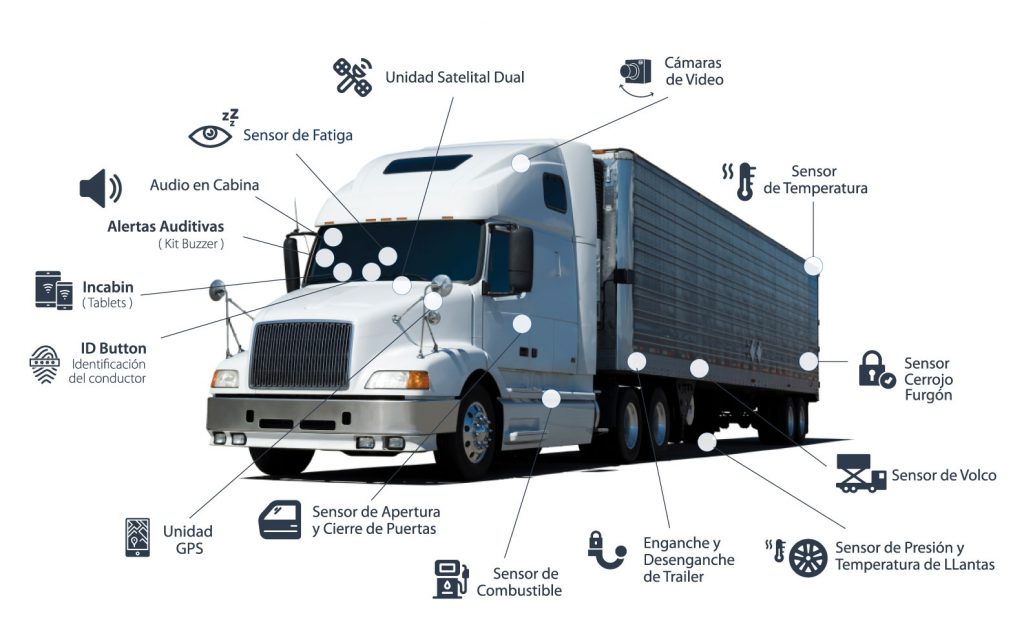 Unidad Satelital Dual
Cámaras
de Video
zZz
Sensor de Fatiga
Audio en Cabina
Sensor
de Temperatura
Alertas Auditivas
( Kit Buzzer )
Incabin
( Tablets )
ID Button
Identificación
del conductor
Sensor
Cerrojo
Furgón
Sensor de Volco
Unidad
GPS
Sensor de Apertura
y Cierre de Puertas
Sensor de
Combustible
Enganche y
Desenganche
de Trailer
Sensor de Presión y
Temperatura de LLantas